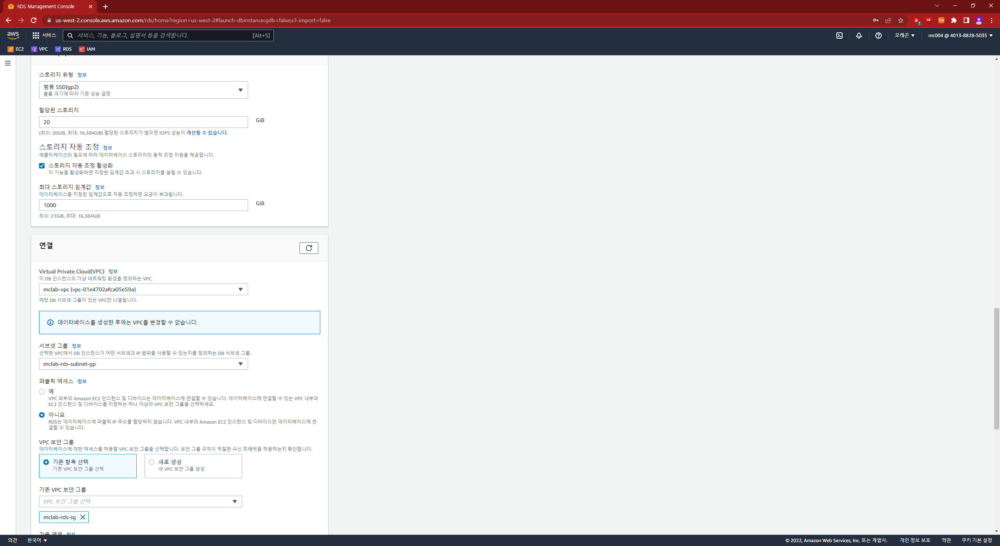 RDS Management Console
us-west-2.console.aws.amazon.com/rds/home?region=us-west-2#launch-dbinstance:gdb=false;s3-import=false
1
EX
aws
서비스
서비스, 기능, 블로그, 설명서 등을 검색합니다.
[Alt+S]
오레곤
mc004 @ 4013-8828-5035
EC2
VPC
RDS
IAM
스토리지 유형 정보
범용 SSD(gp2)
볼륨 크기에 따라 기준 성능 결정
할당된 스토리지
20
GiB
(최소: 20GiB, 최대: 16,384GiB) 할당된 스토리지가 많으면 IOPS 성능이 개선될 수 있습니다.
스토리지 자동 조정 정보
애플리케이션의 필요에 따라 데이터베이스 스토리지의 동적 조정 지원을 제공합니다.
스토리지 자동 조정 활성화
이 기능을 활성화하면 지정한 임계값 초과 시 스토리지를 늘릴 수 있습니다.
최대 스토리지 임계값 정보
데이터베이스를 지정된 임계값으로 자동 조정하면 요금이 부과됩니다.
1000
GiB
최소: 21GiB, 최대: 16,384GiB
연결
Virtual Private Cloud(VPC) 정보
이 DB 인스턴스의 가상 네트워킹 환경을 정의하는 VPC.
mclab-vpc (vpc-01e4702afca05e59a)
해당 DB 서브넷 그룹이 있는 VPC만 나열됩니다.
데이터베이스를 생성한 후에는 VPC를 변경할 수 없습니다.
서브넷 그룹 정보
선택한 VPC에서 DB 인스턴스가 어떤 서브넷과 IP 범위를 사용할 수 있는지를 정의하는 DB 서브넷 그룹.
mclab-rds-subnet-gp
퍼블릭 액세스 정보
예
VPC 외부의 Amazon EC2 인스턴스 및 디바이스는 데이터베이스에 연결할 수 있습니다. 데이터베이스에 연결할 수 있는 VPC 내부의
EC2 인스턴스 및 디바이스를 지정하는 하나 이상의 VPC 보안 그룹을 선택하세요.
아니요
RDS는 데이터베이스에 퍼블릭 IP 주소를 할당하지 않습니다. VPC 내부의 Amazon EC2 인스턴스 및 디바이스만 데이터베이스에 연
결할 수 있습니다.
VPC 보안 그룹
데이터베이스에 대한 액세스를 허용할 VPC 보안 그룹을 선택합니다. 보안 그룹 규칙이 적절한 수신 트래픽을 허용하는지 확인합니다.
기존 항목 선택
기존 VPC 보안 그룹 선택
새로 생성
새 VPC 보안 그룹 생성
기존 VPC 보안 그룹
VPC 보안 그룹 선택
mclab-rds-sg
가용 영역 정보
의견
한국어
© 2022, Amazon Web Services, Inc. 또는 계열사.
개인 정보 보호
약관
쿠키 기본 설정